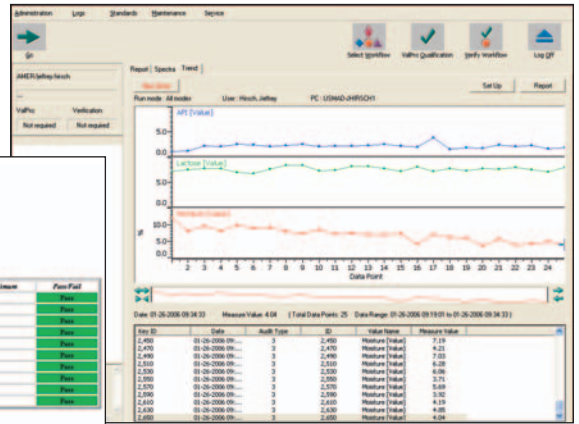 Administration Logs Standards Maintenance Service
Go
Select Workflow ValPro Qualification Verify Workflow Log Off
Report Spectra Trend
AMER\jeffrey.hirsch
Set Up Report
Run mode: All modes User: Hirsch, Jeffrey PC: USMAD-JHIRSCH1
--
ValPro Verification
Not required Not required
API [Value]
5.0
0.0
Lactose [Value]
5.0
0.0
10.0
%
5.0
0.0
2 3 4 5 6 7 8 9 10 11 12 13 14 15 16 17 18 19 20 21 22 23 24
Data Point
Date: 01-26-2006 09:34:33 Measure Value: 4.04 (Total Data Points: 25 Data Range: 01-26-2006 09:19:01 to 01-26-2006 09:34:33)
Key ID Date Audit Type ID Value Name Measure Value
2,450 01-26-2006 09:... 3 2,450 Moisture [Value] 7.19
2,470 01-26-2006 09:... 3 2,470 Moisture [Value] 4.21
2,490 01-26-2006 09:... 3 2,490 Moisture [Value] 7.03
2,510 01-26-2006 09:... 3 2,510 Moisture [Value] 6.28
2,530 01-26-2006 09:... 3 2,530 Moisture [Value] 6.06
2,550 01-26-2006 09:... 3 2,550 Moisture [Value] 3.71
2,570 01-26-2006 09:... 3 2,570 Moisture [Value] 5.69
2,590 01-26-2006 09:... 3 2,590 Moisture [Value] 3.92
2,610 01-26-2006 09:... 3 2,610 Moisture [Value] 4.19
2,630 01-26-2006 09:... 3 2,630 Moisture [Value] 4.85
2,650 01-26-2006 09:... 3 2,650 Moisture [Value] 4.04
Pass/Fail
Pass
Pass
Pass
Pass
Pass
Pass
Pass
Pass
Pass
Pass